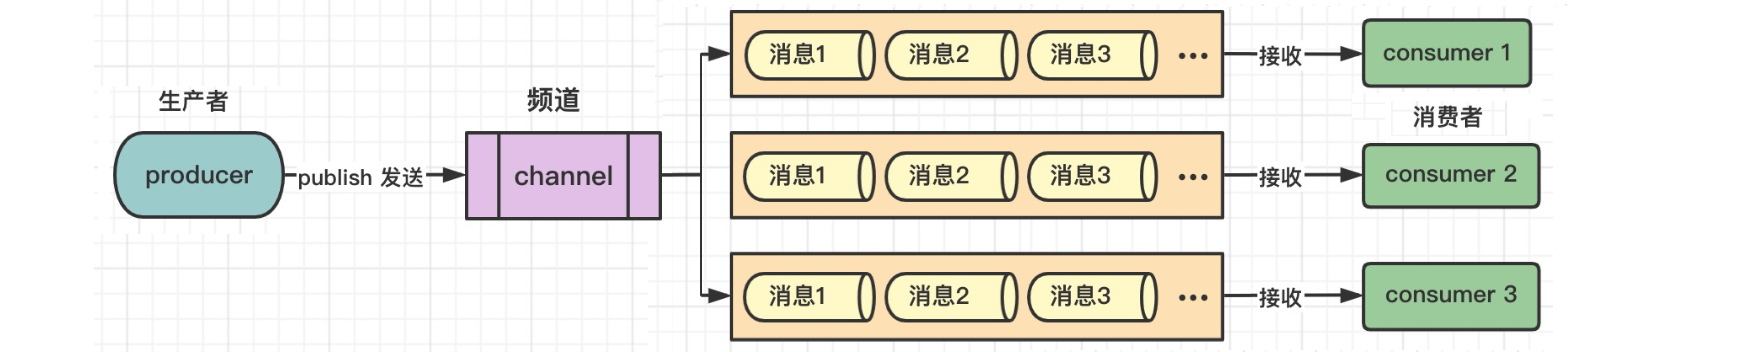 生产者
producer
publish 发送
频道
channel
消息1 消息2 消息3 ... 接收 consumer 1
消费者
消息1 消息2 消息3 ... 接收 consumer 2
消息1 消息2 消息3 ... 接收 consumer 3